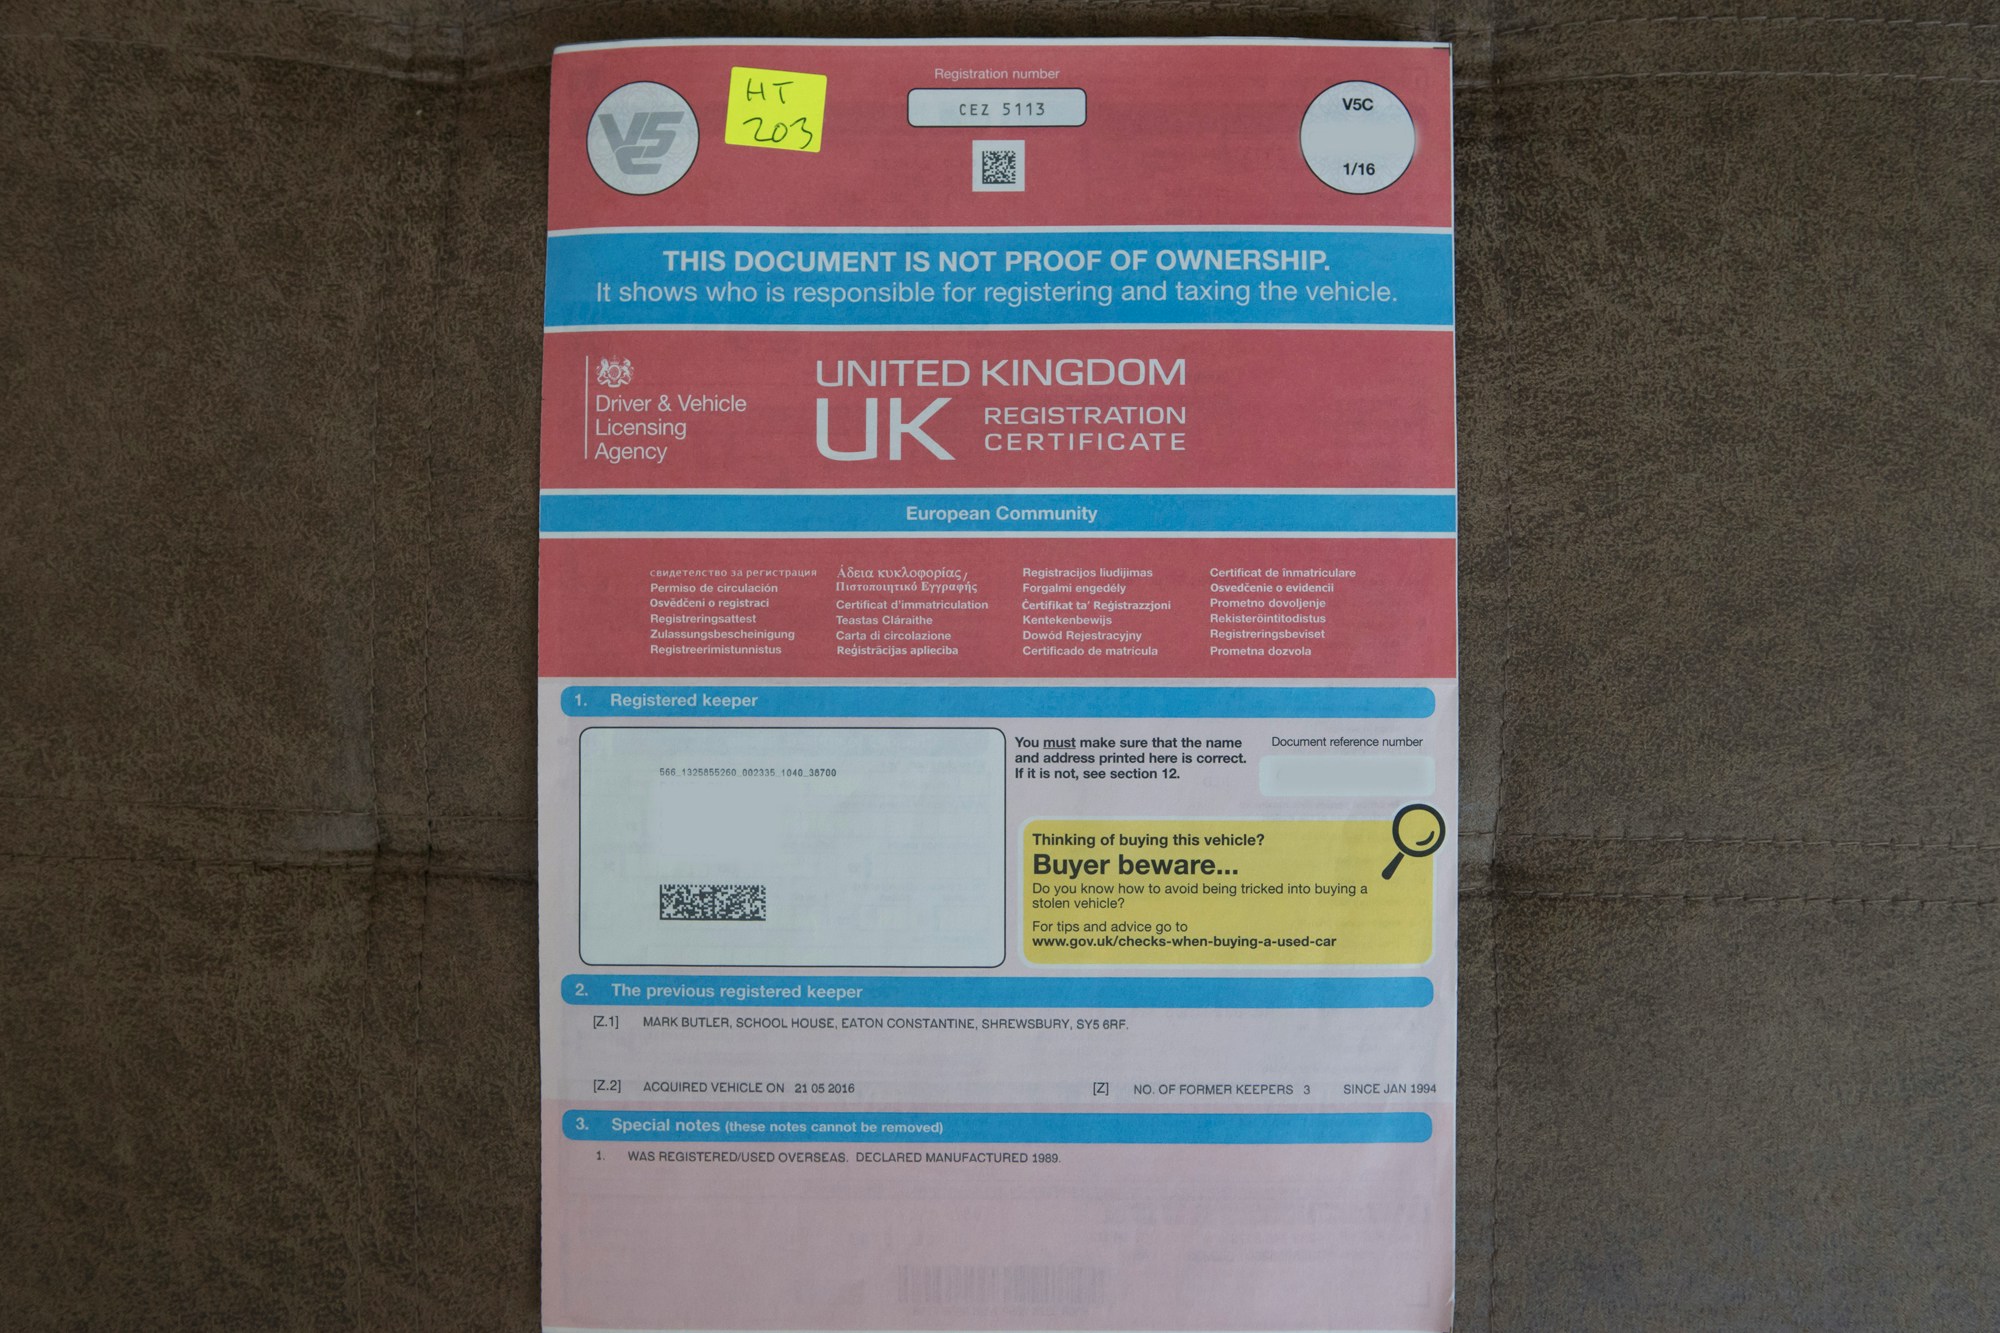 HT
203
Registration number
CEZ 5113
V5C
V5C
1/16
THIS DOCUMENT IS NOT PROOF OF OWNERSHIP.
It shows who is responsible for registering and taxing the vehicle.
Driver & Vehicle
Licensing
Agency
UNITED KINGDOM
UK
REGISTRATION
CERTIFICATE
European Community
свидетелство за регистрация
Permiso de circulación
Osvědčení o registraci
Registreringsattest
Zulassungsbescheinigung
Registreerimistunnistus
Άδεια κυκλοφορίας /
Πιστοποιητικό Εγγραφής
Certificat d'immatriculation
Teastas Cláraithe
Carta di circolazione
Reģistrācijas apliecība
Registracijos liudijimas
Forgalmi engedély
Ċertifikat ta' Reġistrazzjoni
Kentekenbewijs
Dowód Rejestracyjny
Certificado de matrícula
Certificat de înmatriculare
Osvedčenie o evidencii
Prometno dovoljenje
Rekisteröintitodistus
Registreringsbeviset
Prometna dozvola
1. Registered keeper
566_1325855260_002335_1040_38700
You must make sure that the name
and address printed here is correct.
If it is not, see section 12.
Document reference number
Thinking of buying this vehicle?
Buyer beware...
Do you know how to avoid being tricked into buying a
stolen vehicle?
For tips and advice go to
www.gov.uk/checks-when-buying-a-used-car
2. The previous registered keeper
[Z.1] MARK BUTLER, SCHOOL HOUSE, EATON CONSTANTINE, SHREWSBURY, SY5 6RF.
[Z.2] ACQUIRED VEHICLE ON 21 05 2016 [Z] NO. OF FORMER KEEPERS 3 SINCE JAN 1994
3. Special notes (these notes cannot be removed)
1. WAS REGISTERED/USED OVERSEAS. DECLARED MANUFACTURED 1989.